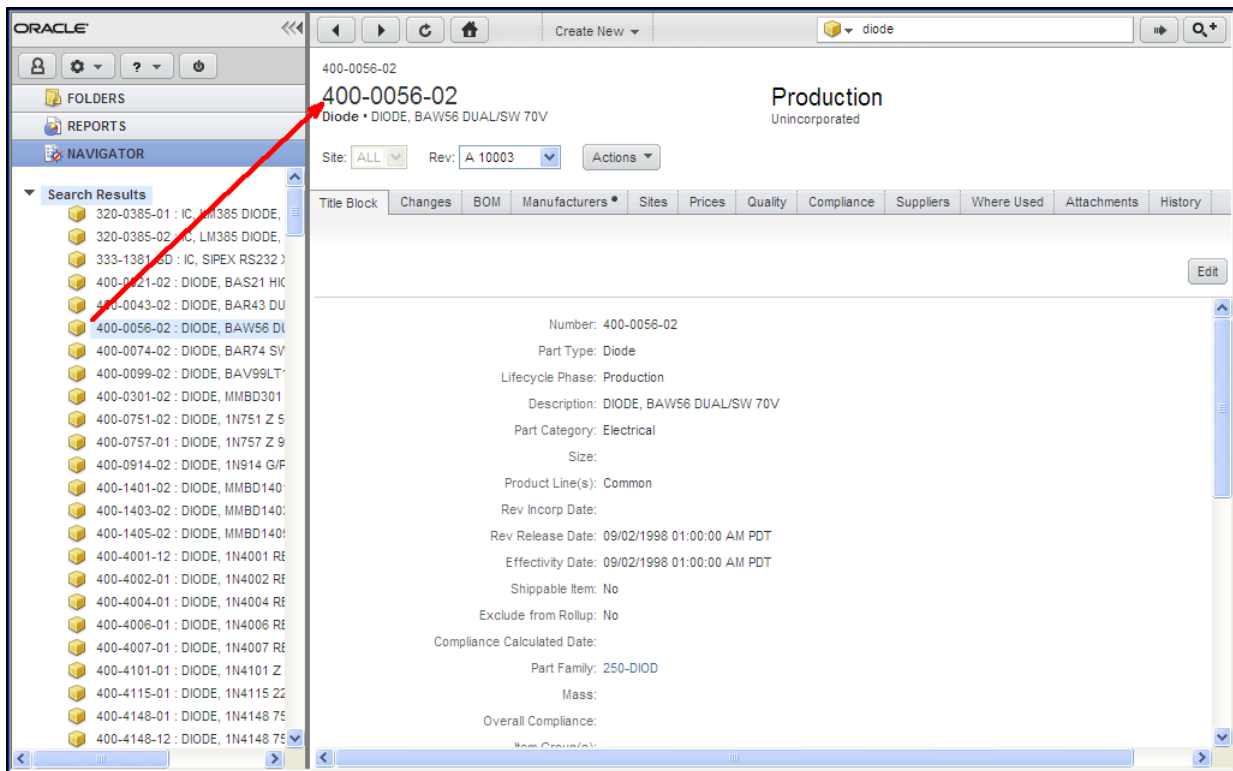 ORACLE
Create New
diode
400-0056-02
400-0056-02
Production
Diode • DIODE, BAW56 DUAL/SW 70V
Unincorporated
Site: ALL Rev: A 10003 Actions
Title Block Changes BOM Manufacturers • Sites Prices Quality Compliance Suppliers Where Used Attachments History
Edit
FOLDERS
REPORTS
NAVIGATOR
Search Results
320-0385-01 : IC, LM385 DIODE,
320-0385-02 : IC, LM385 DIODE,
333-1381-SD : IC, SIPEX RS232
400-0021-02 : DIODE, BAS21 HIG
400-0043-02 : DIODE, BAR43 DU
400-0056-02 : DIODE, BAW56 DU
400-0074-02 : DIODE, BAR74 SW
400-0099-02 : DIODE, BAV99LT1
400-0301-02 : DIODE, MMBD301
400-0751-02 : DIODE, 1N751 Z 5
400-0757-01 : DIODE, 1N757 Z 9
400-0914-02 : DIODE, 1N914 G/P
400-1401-02 : DIODE, MMBD140
400-1403-02 : DIODE, MMBD140
400-1405-02 : DIODE, MMBD140
400-4001-12 : DIODE, 1N4001 RE
400-4002-01 : DIODE, 1N4002 RE
400-4004-01 : DIODE, 1N4004 RE
400-4006-01 : DIODE, 1N4006 RE
400-4007-01 : DIODE, 1N4007 RE
400-4101-01 : DIODE, 1N4101 Z
400-4115-01 : DIODE, 1N4115 22
400-4148-01 : DIODE, 1N4148 75
400-4148-12 : DIODE, 1N4148 75
Number: 400-0056-02
Part Type: Diode
Lifecycle Phase: Production
Description: DIODE, BAW56 DUAL/SW 70V
Part Category: Electrical
Size:
Product Line(s): Common
Rev Incorp Date:
Rev Release Date: 09/02/1998 01:00:00 AM PDT
Effectivity Date: 09/02/1998 01:00:00 AM PDT
Shippable Item: No
Exclude from Rollup: No
Compliance Calculated Date:
Part Family: 250-DIOD
Mass:
Overall Compliance:
Item Group(s):